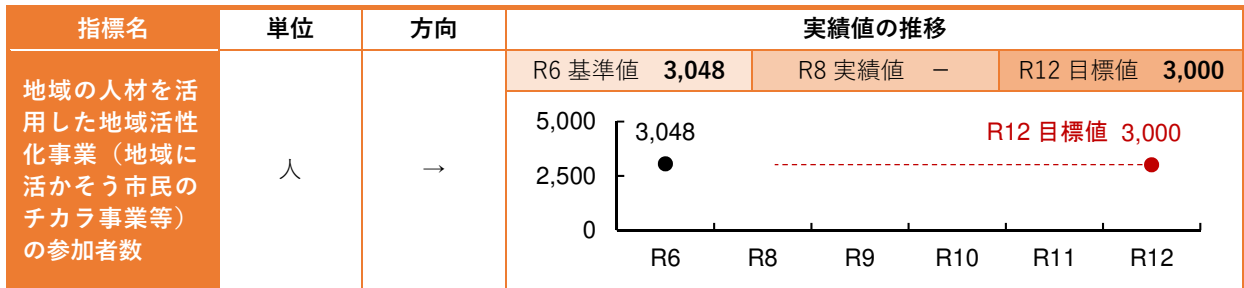 指標名 単位 方向 実績値の推移
地域の人材を活
用した地域活性
化事業（地域に
活かそう市民の
チカラ事業等）
の参加者数
人
→
R6 基準値 3,048 R8 実績値 － R12 目標値 3,000
5,000
2,500
0
3,048
R12 目標値 3,000
R6 R8 R9 R10 R11 R12